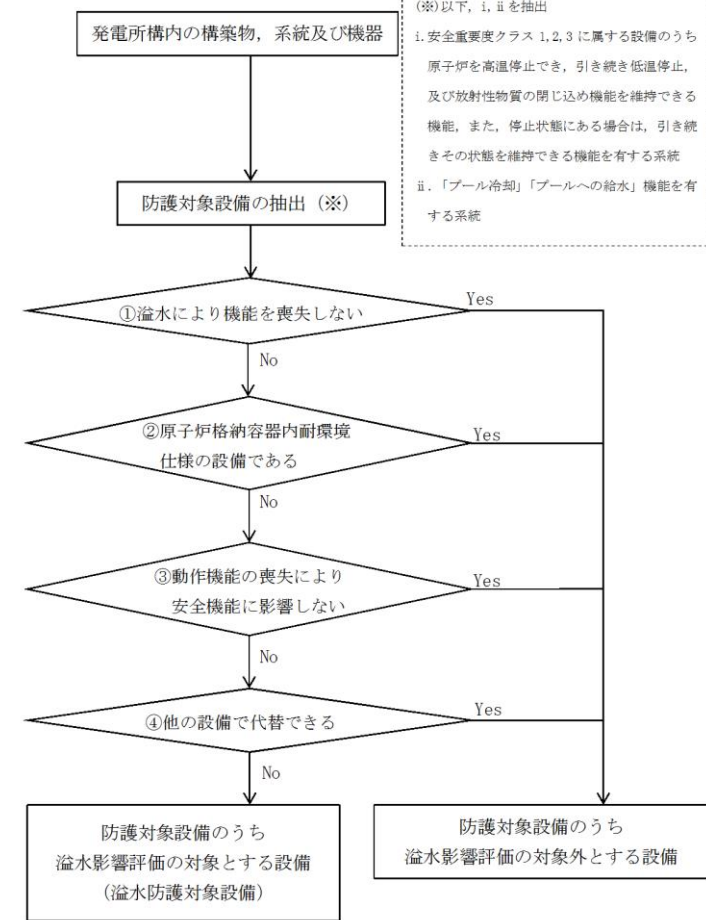 発電所構内の構築物，系統及び機器
(※)以下，ⅰ,ⅱを抽出
ⅰ.安全重要度クラス 1,2,3 に属する設備のうち
原子炉を高温停止でき，引き続き低温停止，
及び放射性物質の閉じ込め機能を維持できる
機能，また，停止状態にある場合は，引き続
きその状態を維持できる機能を有する系統
ⅱ.「プール冷却」「プールへの給水」機能を有
する系統
防護対象設備の抽出（※）
①溢水により機能を喪失しない
Yes
No
②原子炉格納容器内耐環境
仕様の設備である
Yes
No
③動作機能の喪失により
安全機能に影響しない
Yes
No
④他の設備で代替できる
Yes
No
防護対象設備のうち
溢水影響評価の対象とする設備
（溢水防護対象設備）
防護対象設備のうち
溢水影響評価の対象外とする設備